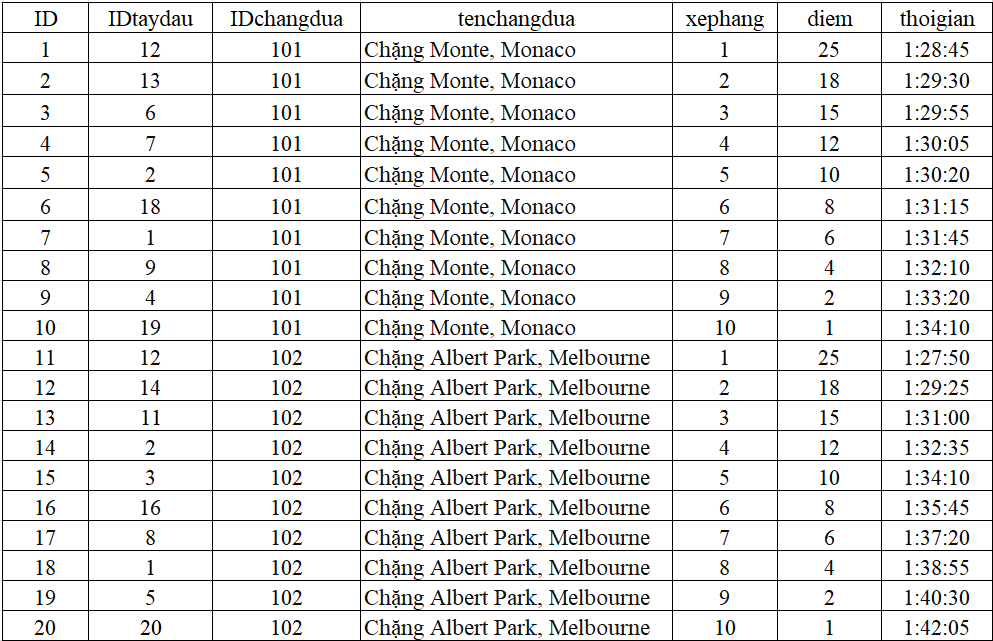 ID IDtaydau IDchangdua tenchangdua xephang diem thoigian
1 12 101 Chặng Monte, Monaco 1 25 1:28:45
2 13 101 Chặng Monte, Monaco 2 18 1:29:30
3 6 101 Chặng Monte, Monaco 3 15 1:29:55
4 7 101 Chặng Monte, Monaco 4 12 1:30:05
5 2 101 Chặng Monte, Monaco 5 10 1:30:20
6 18 101 Chặng Monte, Monaco 6 8 1:31:15
7 1 101 Chặng Monte, Monaco 7 6 1:31:45
8 9 101 Chặng Monte, Monaco 8 4 1:32:10
9 4 101 Chặng Monte, Monaco 9 2 1:33:20
10 19 101 Chặng Monte, Monaco 10 1 1:34:10
11 12 102 Chặng Albert Park, Melbourne 1 25 1:27:50
12 14 102 Chặng Albert Park, Melbourne 2 18 1:29:25
13 11 102 Chặng Albert Park, Melbourne 3 15 1:31:00
14 2 102 Chặng Albert Park, Melbourne 4 12 1:32:35
15 3 102 Chặng Albert Park, Melbourne 5 10 1:34:10
16 16 102 Chặng Albert Park, Melbourne 6 8 1:35:45
17 8 102 Chặng Albert Park, Melbourne 7 6 1:37:20
18 1 102 Chặng Albert Park, Melbourne 8 4 1:38:55
19 5 102 Chặng Albert Park, Melbourne 9 2 1:40:30
20 20 102 Chặng Albert Park, Melbourne 10 1 1:42:05